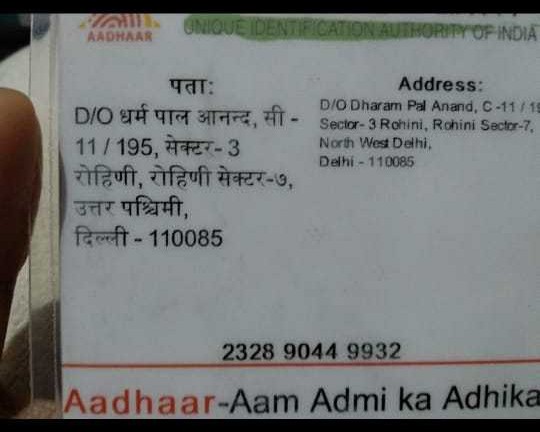 AADHAAR
UNIQUE IDENTIFICATION AUTHORITY OF INDIA
पता:
D/O धर्म पाल आनन्द, सी -
11 / 195, सेक्टर- 3
रोहिणी, रोहिणी सेक्टर-७,
उत्तर पश्चिमी,
दिल्ली - 110085
Address:
D/O Dharam Pal Anand, C -11 / 19
Sector- 3 Rohini, Rohini Sector-7,
North West Delhi,
Delhi - 110085
2328 9044 9932
Aadhaar-Aam Admi ka Adhika